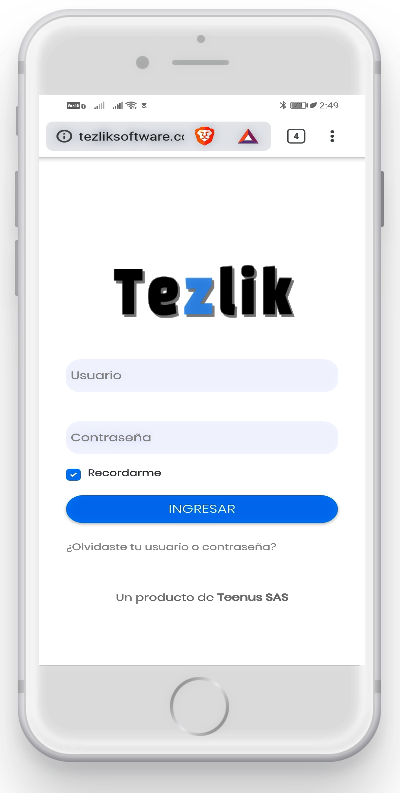 2:49
tezliksoftware.co
4
Tezlik
Usuario
Contraseña
Recordarme
INGRESAR
¿Olvidaste tu usuario o contraseña?
Un producto de Teenus SAS